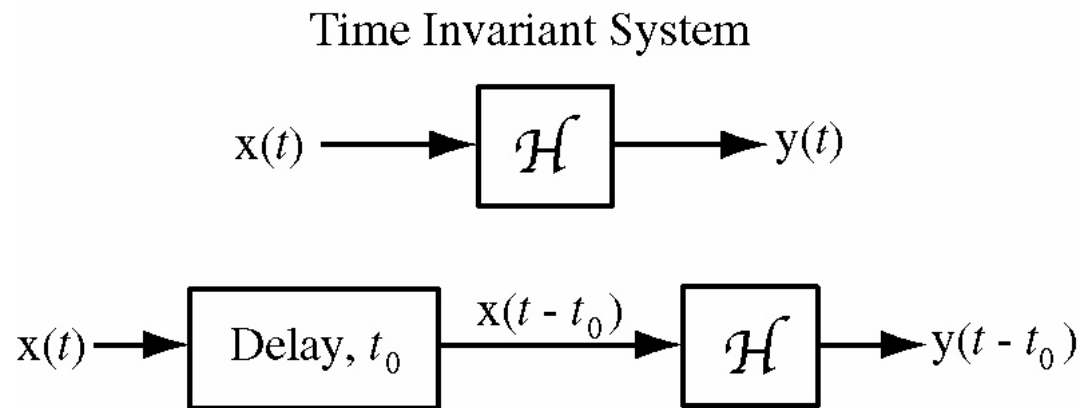 Time Invariant System
x(t) ℋ y(t)
x(t - t₀)
x(t) Delay, t₀ ℋ y(t - t₀)